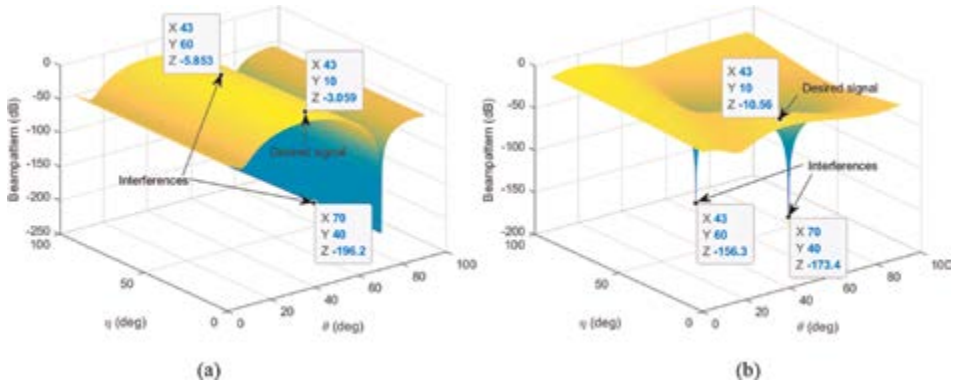 X 43
Y 60
Z -5.853
X 43
Y 10
Z -3.059
Desired signal
Interferences
X 70
Y 40
Z -196.2
Beampattern (dB)
0
-50
-100
-150
-200
-250
100
50
0
η (deg)
0
20
40
60
80
100
θ (deg)
(a)
X 43
Y 10
Z -10.56
Desired signal
Interferences
X 43
Y 60
Z -156.3
X 70
Y 40
Z -173.4
Beampattern (dB)
0
-50
-100
-150
-200
100
50
0
η (deg)
0
20
40
60
80
100
θ (deg)
(b)